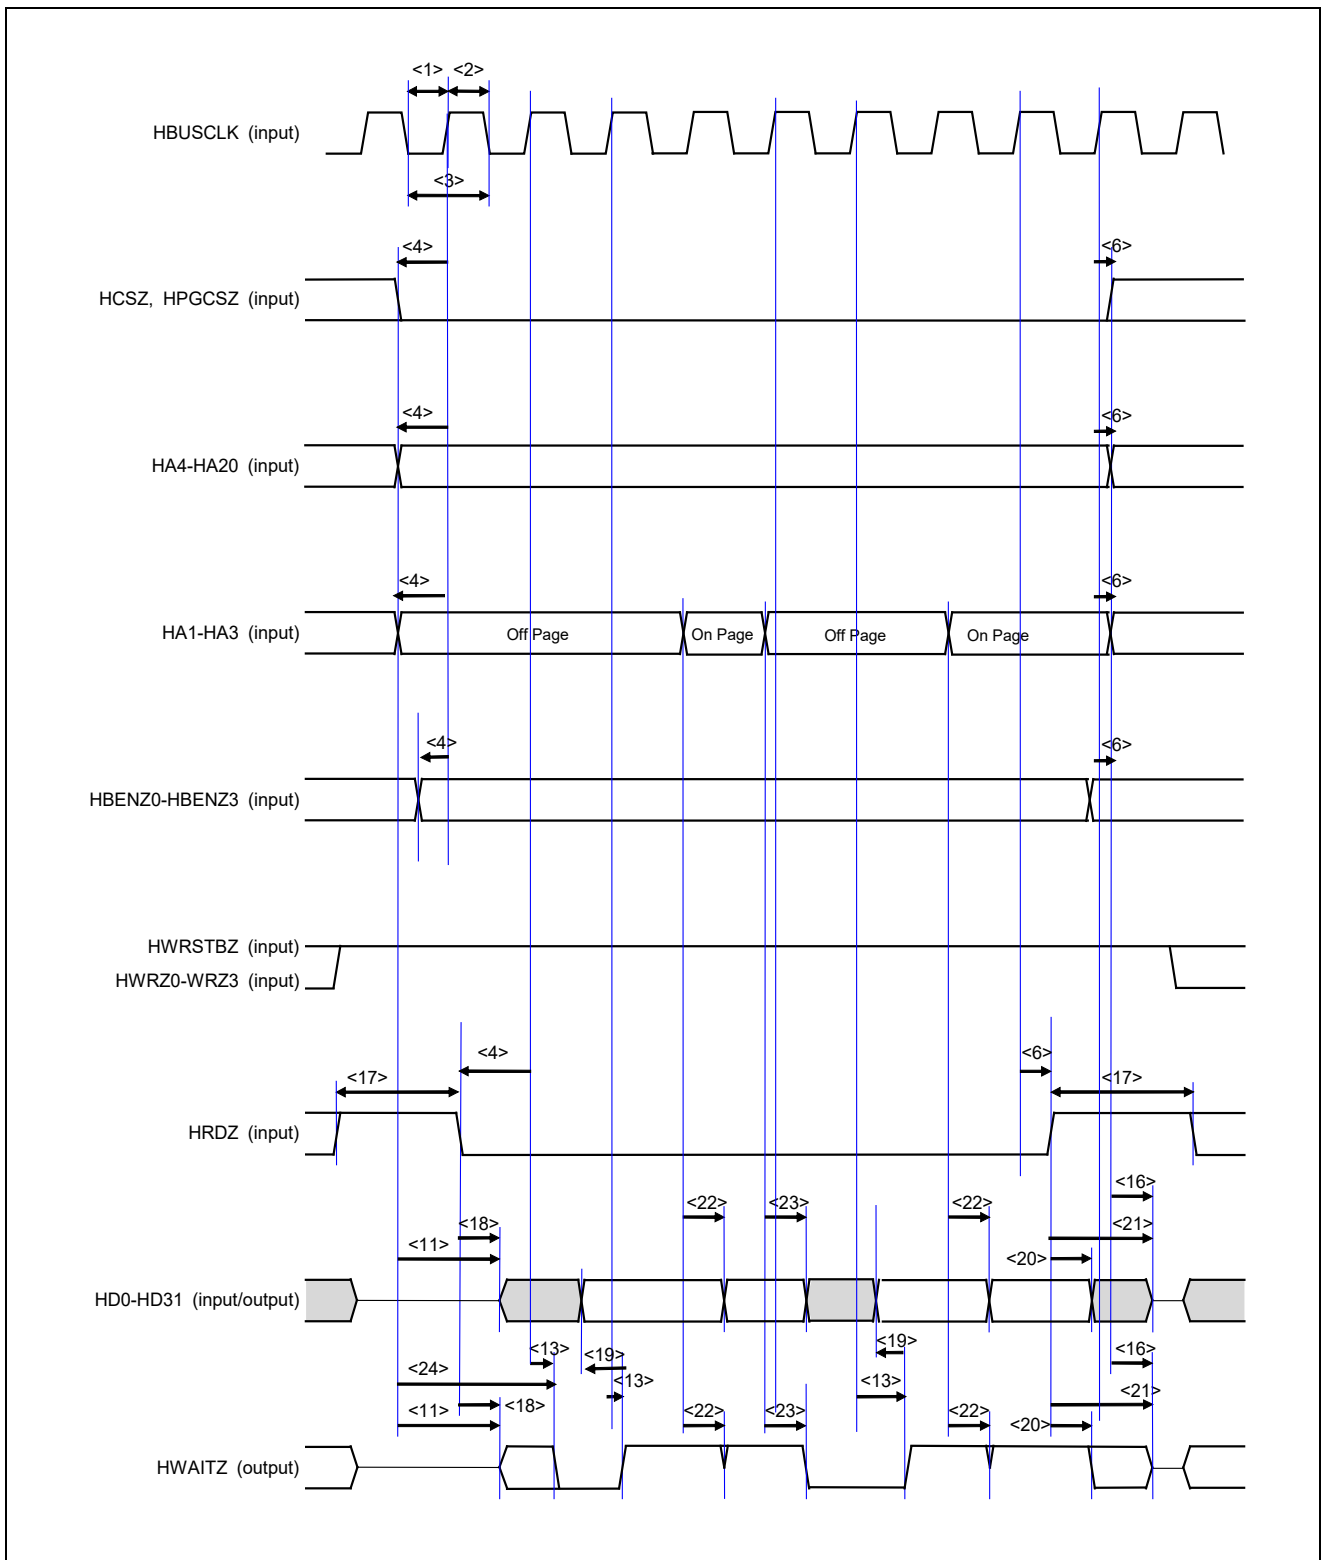 <1> <2>
HBUSCLK (input)
<3>
<4> <6>
HCSZ, HPGCSZ (input)
<4> <6>
HA4-HA20 (input)
<4> <6>
HA1-HA3 (input) Off Page On Page Off Page On Page
<4> <6>
HBENZ0-HBENZ3 (input)
HWRSTBZ (input)
HWRZ0-WRZ3 (input)
<4> <6>
<17> <17>
HRDZ (input)
<16>
<22> <23> <22>
<18> <21>
<11> <20>
HD0-HD31 (input/output)
<13> <19> <19> <16>
<24> <13> <13>
<18> <21>
<11> <22> <23> <22> <20>
HWAITZ (output)